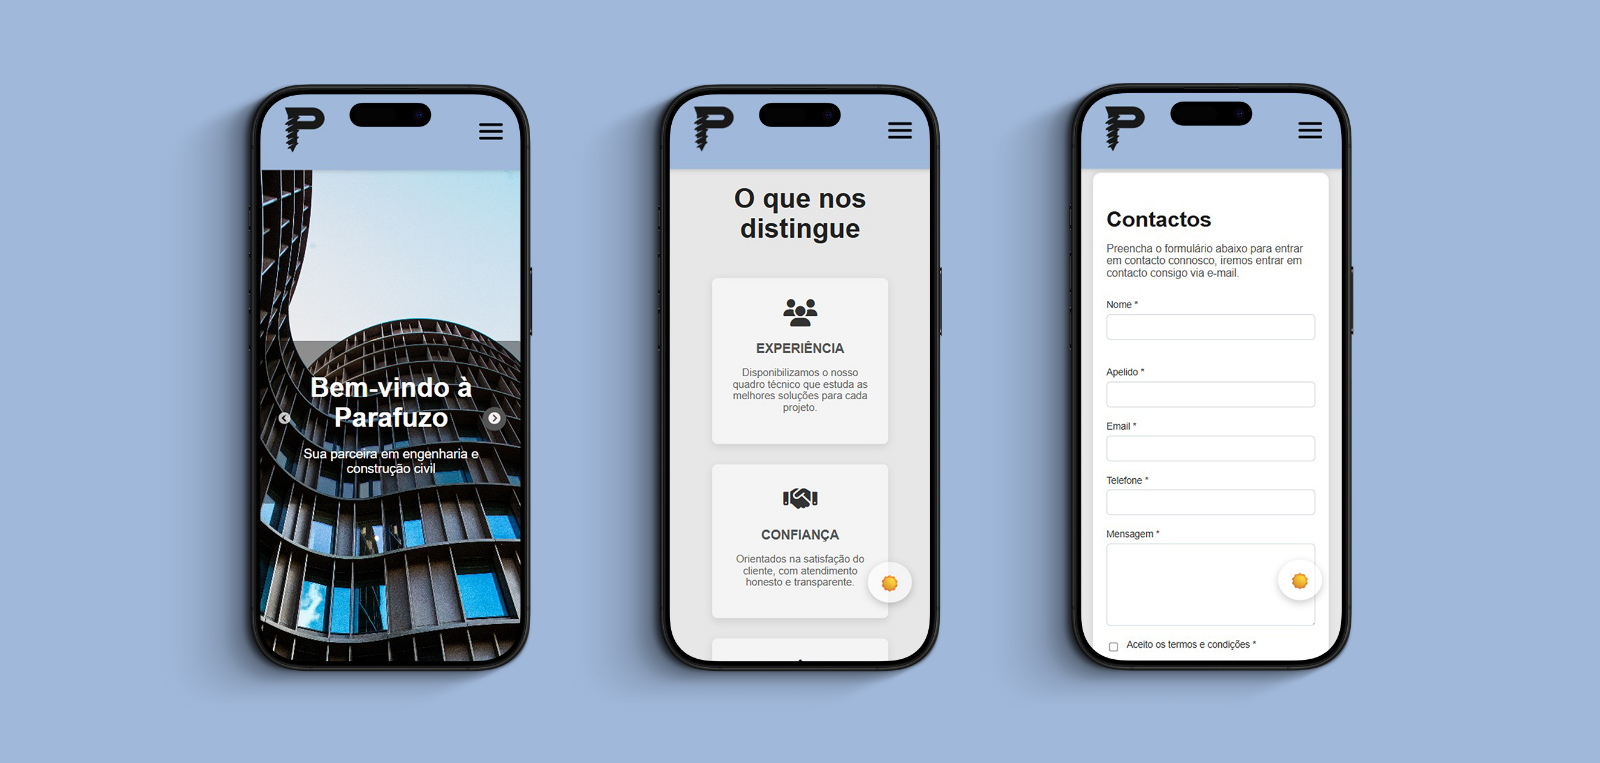 P
Bem-vindo à
Parafuzo
Sua parceira em engenharia e
construção civil
P
O que nos
distingue
EXPERIÊNCIA
Disponibilizamos o nosso
quadro técnico que estuda as
melhores soluções para cada
projeto.
CONFIANÇA
Orientados na satisfação do
cliente, com atendimento
honesto e transparente.
P
Contactos
Preencha o formulário abaixo para entrar
em contacto connosco, iremos entrar em
contacto consigo via e-mail.
Nome *
Apelido *
Email *
Telefone *
Mensagem *
Aceito os termos e condições *